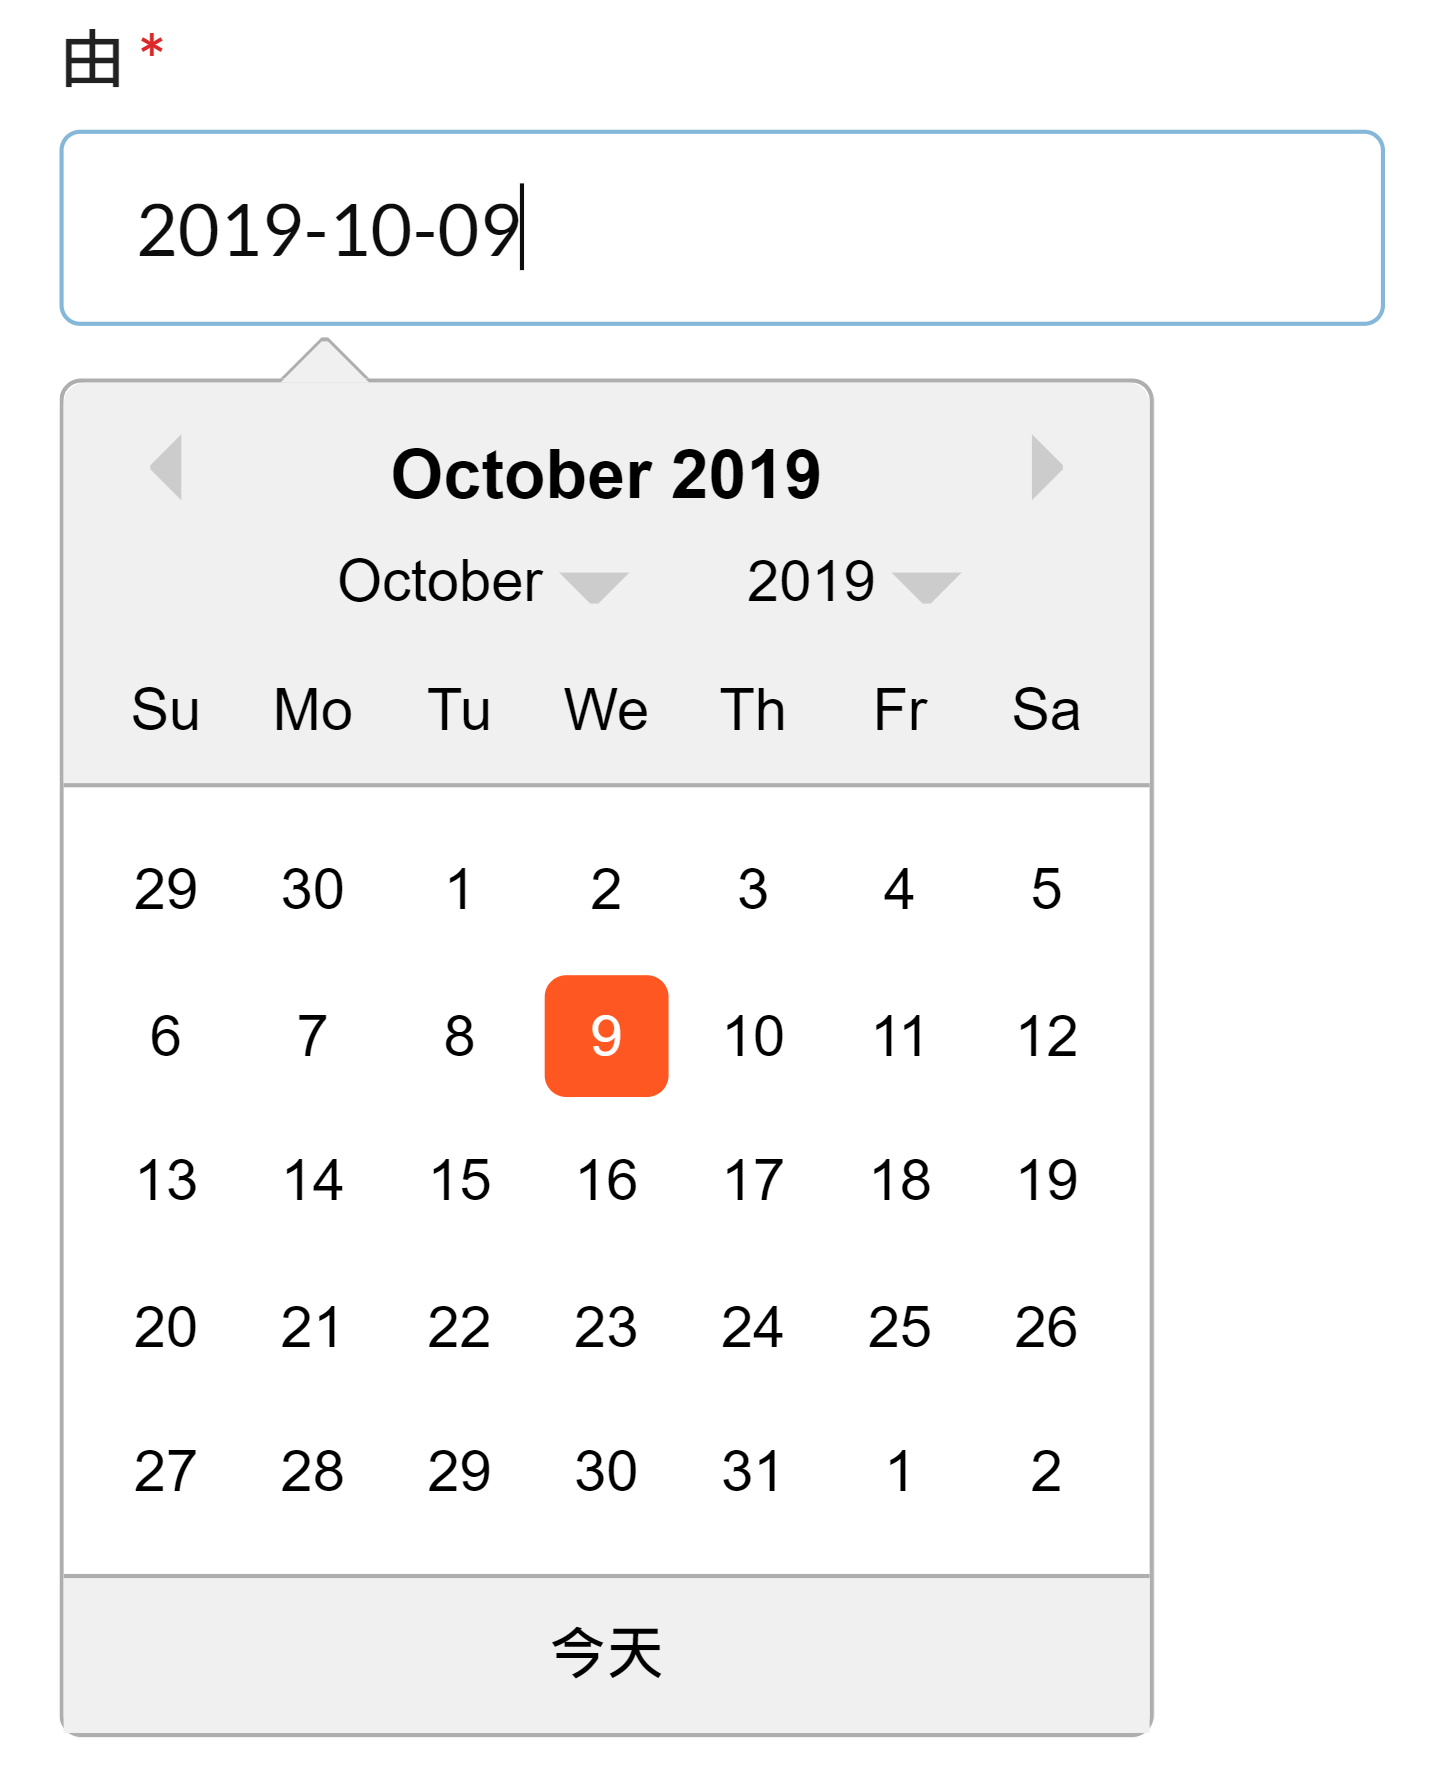 由 *
2019-10-09
October 2019
October 2019
Su Mo Tu We Th Fr Sa
29 30 1 2 3 4 5
6 7 8 9 10 11 12
13 14 15 16 17 18 19
20 21 22 23 24 25 26
27 28 29 30 31 1 2
今天